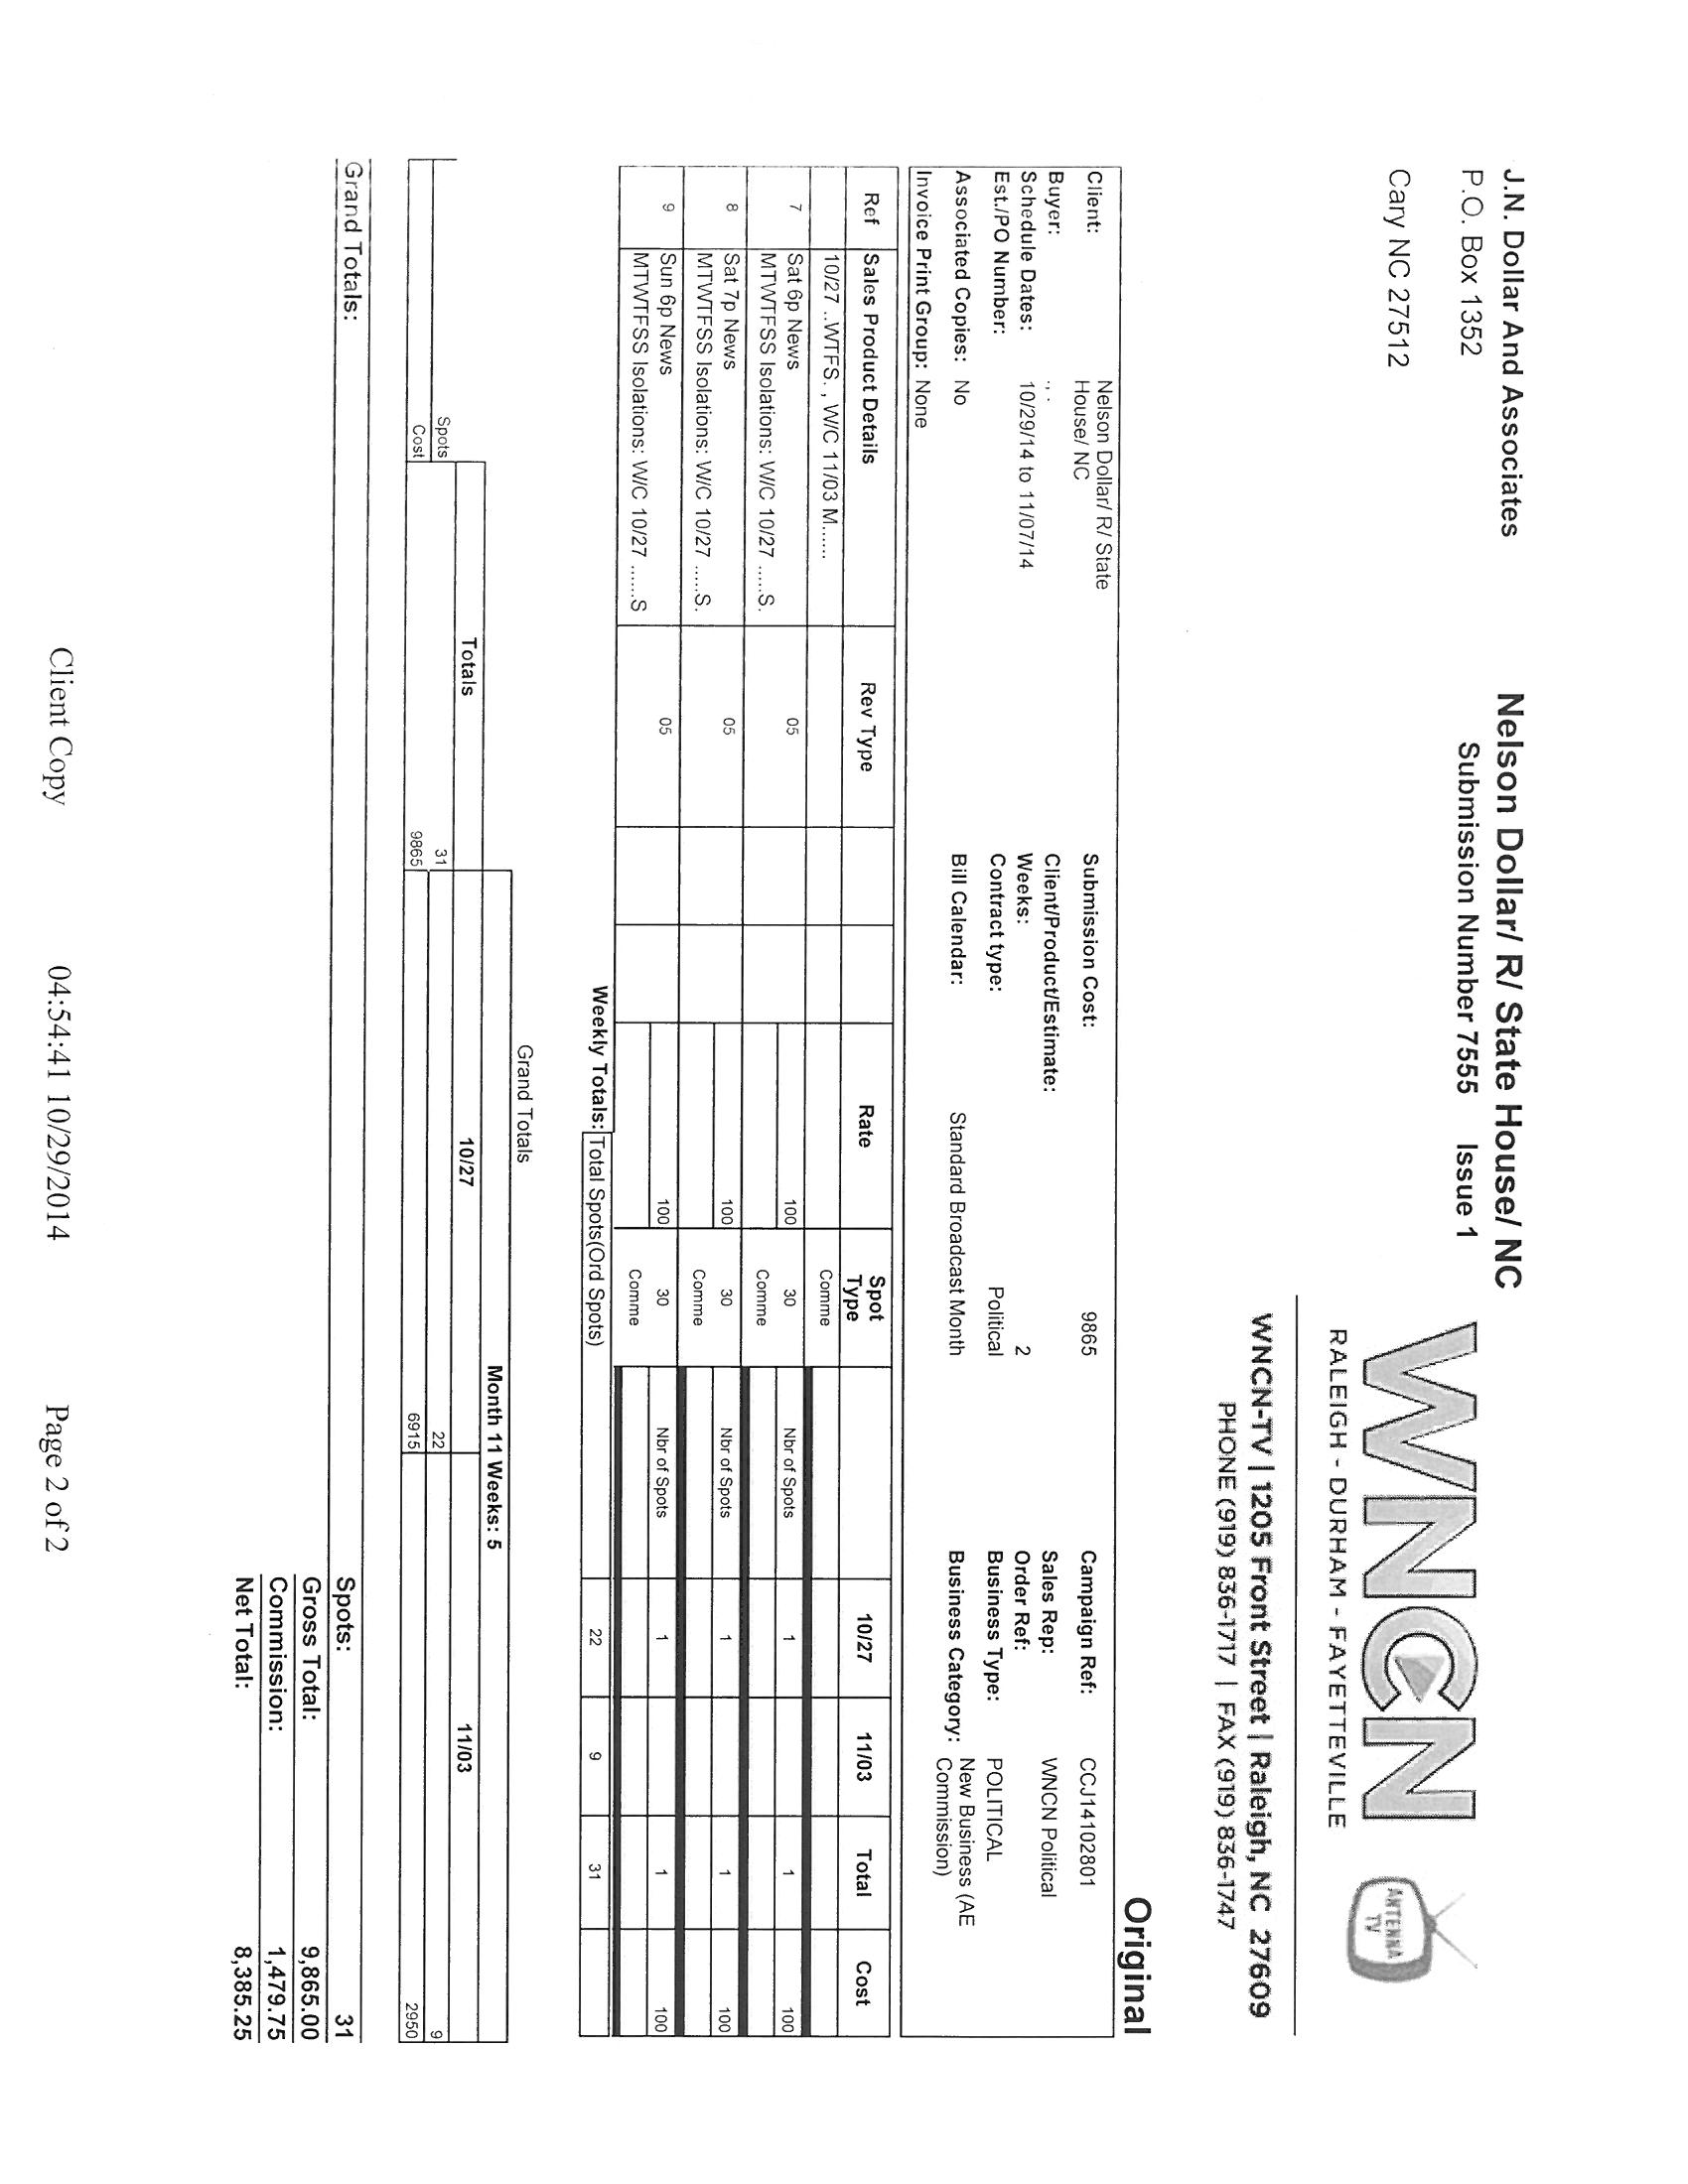 J.N. Dollar And Associates
P.O. Box 1352
Cary NC 27512
Nelson Dollar/ R/ State House/ NC
Submission Number 7555 Issue 1
WNCN
RALEIGH - DURHAM - FAYETTEVILLE
ANTENNA
TV
WNCN-TV | 1205 Front Street | Raleigh, NC 27609
PHONE (919) 836-1717 | FAX (919) 836-1747
Original
Client: Nelson Dollar/ R/ State House/ NC
Submission Cost: 9865
Campaign Ref: CCJ14102801
Buyer: ., .
Client/Product/Estimate:
Sales Rep: WNCN Political
Schedule Dates: 10/29/14 to 11/07/14
Weeks: 2
Order Ref:
Est./PO Number:
Contract type: Political
Business Type: POLITICAL
Associated Copies: No
Bill Calendar: Standard Broadcast Month
Business Category: New Business (AE Commission)
Invoice Print Group: None
Ref Sales Product Details Rev Type Rate Spot Type 10/27 11/03 Total Cost
10/27 ..WTFS. , W/C 11/03 M...... Comme
7 Sat 6p News 05 100 30 Nbr of Spots 1 1 100
MTWTFSS Isolations: W/C 10/27 .....S. Comme
8 Sat 7p News 05 100 30 Nbr of Spots 1 1 100
MTWTFSS Isolations: W/C 10/27 .....S. Comme
9 Sun 6p News 05 100 30 Nbr of Spots 1 1 100
MTWTFSS Isolations: W/C 10/27 ......S Comme
Weekly Totals: Total Spots(Ord Spots) 22 9 31
Grand Totals
Month 11 Weeks: 5
Totals 10/27 11/03
Spots 31 22 9
Cost 9865 6915 2950
Grand Totals:
Spots: 31
Gross Total: 9,865.00
Commission: 1,479.75
Net Total: 8,385.25
Client Copy 04:54:41 10/29/2014 Page 2 of 2